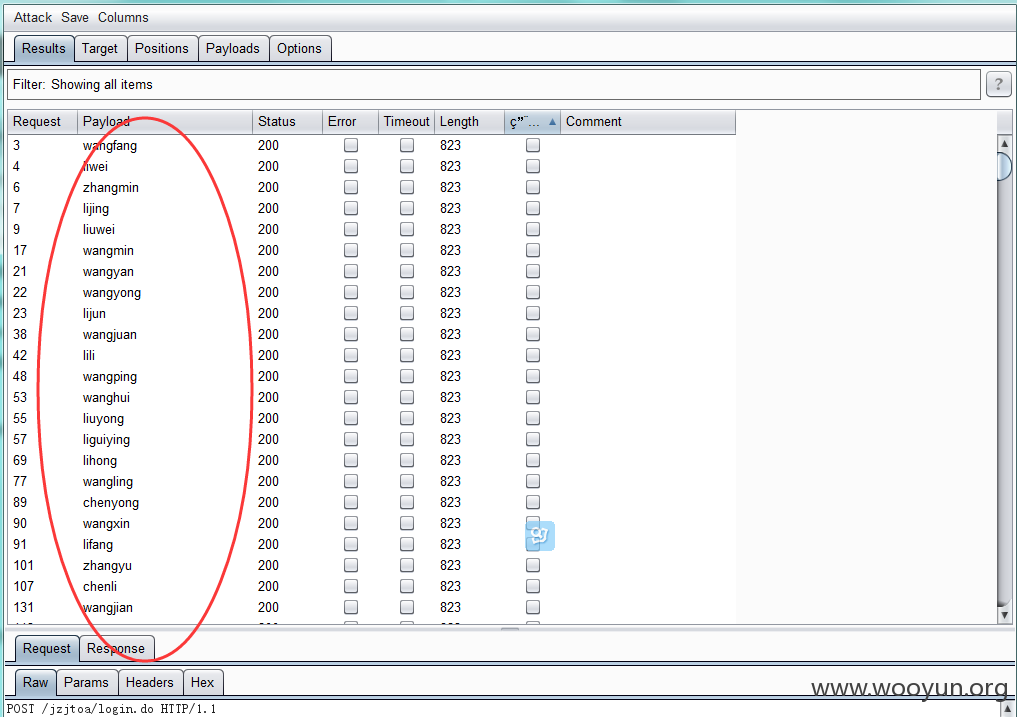 Attack Save Columns
Results Target Positions Payloads Options
Filter: Showing all items ?
Request Payload Status Error Timeout Length ç”¨... Comment
3 wangfang 200 823
4 liwei 200 823
6 zhangmin 200 823
7 lijing 200 823
9 liuwei 200 823
17 wangmin 200 823
21 wangyan 200 823
22 wangyong 200 823
23 lijun 200 823
38 wangjuan 200 823
42 lili 200 823
48 wangping 200 823
53 wanghui 200 823
55 liuyong 200 823
57 liguiying 200 823
69 lihong 200 823
77 wangling 200 823
89 chenyong 200 823
90 wangxin 200 823
91 lifang 200 823
101 zhangyu 200 823
107 chenli 200 823
131 wangjian 200 823
Request Response
Raw Params Headers Hex
www.wooyun.org
POST /jzjtoa/login.do HTTP/1.1